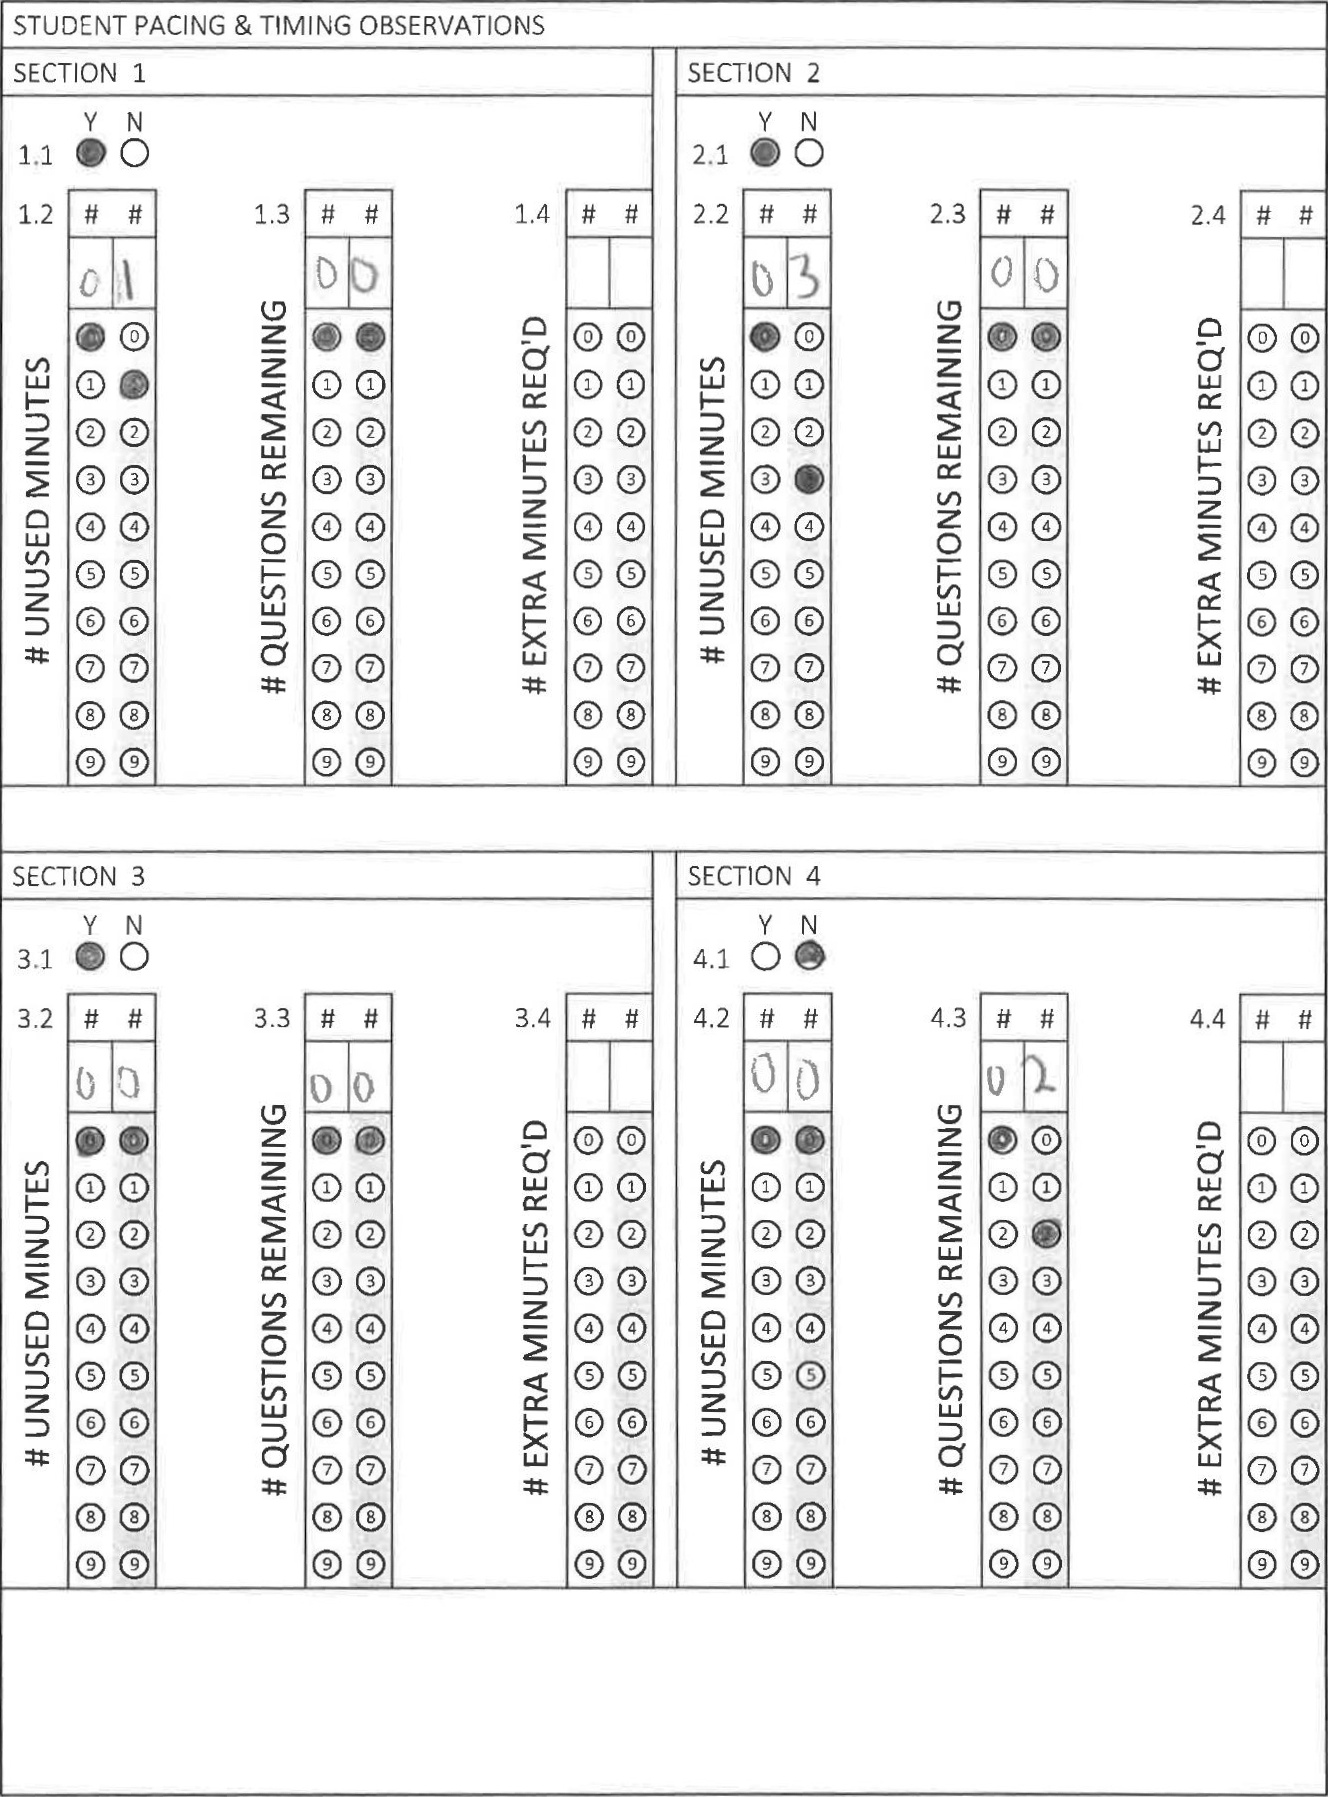 STUDENT PACING & TIMING OBSERVATIONS
SECTION 1
Y N
1.1
1.2 # # 1.3 # # 1.4 # #
0 1 0 0
# UNUSED MINUTES
# QUESTIONS REMAINING
# EXTRA MINUTES REQ'D
0 0 0
1 1 1 1 1
2 2 2 2 2 2
3 3 3 3 3 3
4 4 4 4 4 4
5 5 5 5 5 5
6 6 6 6 6 6
7 7 7 7 7 7
8 8 8 8 8 8
9 9 9 9 9 9
SECTION 2
Y N
2.1
2.2 # # 2.3 # # 2.4 # #
0 3 0 0
# UNUSED MINUTES
# QUESTIONS REMAINING
# EXTRA MINUTES REQ'D
0 0 0
1 1 1 1 1 1
2 2 2 2 2 2
3 3 3 3 3
4 4 4 4 4 4
5 5 5 5 5 5
6 6 6 6 6 6
7 7 7 7 7 7
8 8 8 8 8 8
9 9 9 9 9 9
SECTION 3
Y N
3.1
3.2 # # 3.3 # # 3.4 # #
0 0 0 0
# UNUSED MINUTES
# QUESTIONS REMAINING
# EXTRA MINUTES REQ'D
0 0 0 0 0 0
1 1 1 1 1 1
2 2 2 2 2 2
3 3 3 3 3 3
4 4 4 4 4 4
5 5 5 5 5 5
6 6 6 6 6 6
7 7 7 7 7 7
8 8 8 8 8 8
9 9 9 9 9 9
SECTION 4
Y N
4.1
4.2 # # 4.3 # # 4.4 # #
0 0 0 2
# UNUSED MINUTES
# QUESTIONS REMAINING
# EXTRA MINUTES REQ'D
0 0 0 0 0 0
1 1 1 1 1 1
2 2 2 2 2 2
3 3 3 3 3 3
4 4 4 4 4 4
5 5 5 5 5 5
6 6 6 6 6 6
7 7 7 7 7 7
8 8 8 8 8 8
9 9 9 9 9 9